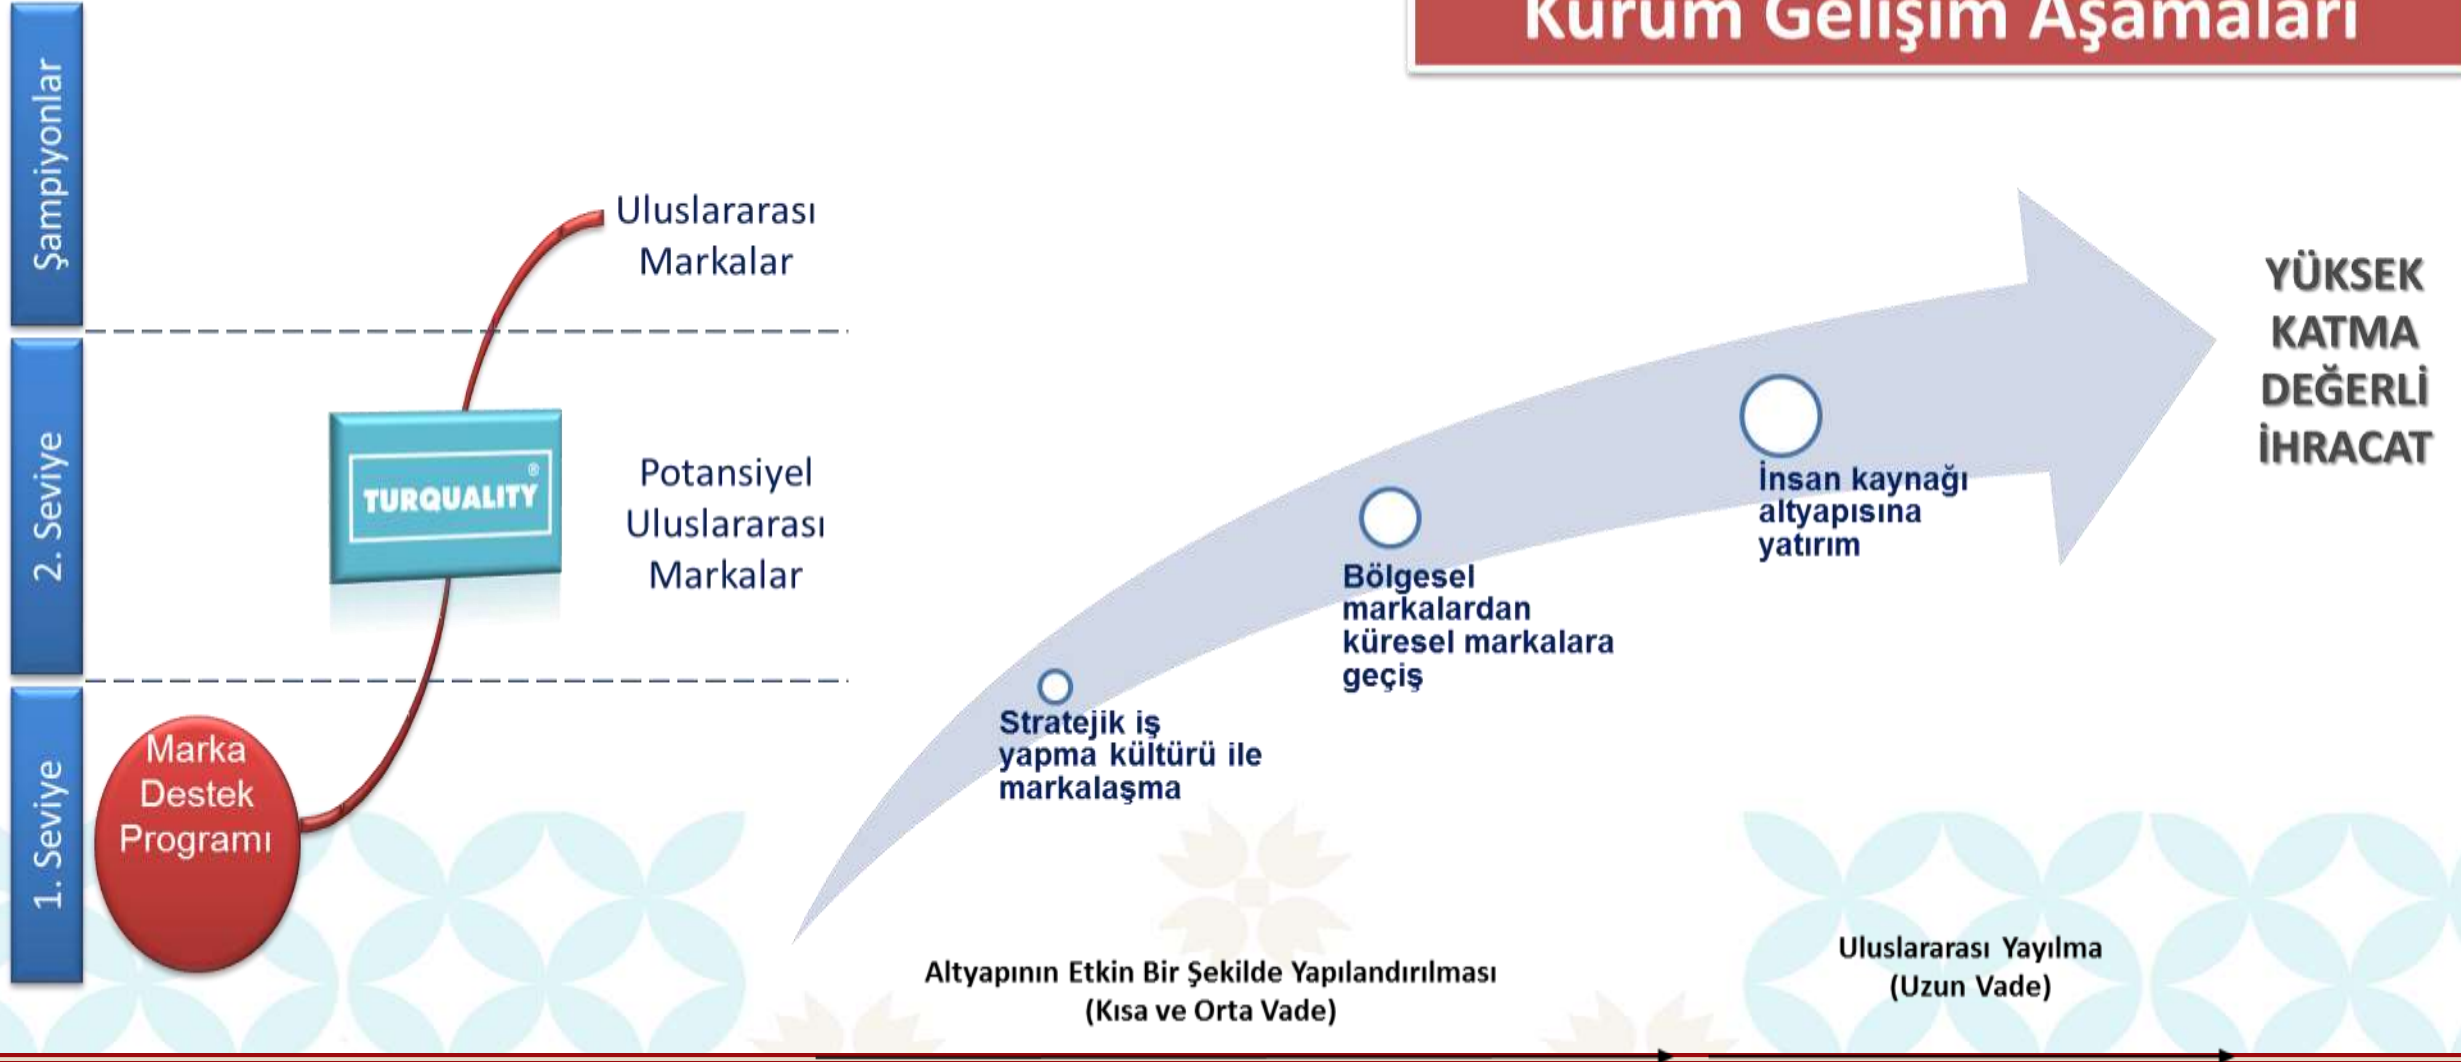 Kurum Gelişim Aşamaları
Şampiyonlar
Uluslararası
Markalar
2. Seviye
TURQUALITY®
Potansiyel
Uluslararası
Markalar
1. Seviye
Marka
Destek
Programı
Stratejik iş
yapma kültürü ile
markalaşma
Bölgesel
markalardan
küresel markalara
geçiş
İnsan kaynağı
altyapısına
yatırım
YÜKSEK
KATMA
DEĞERLİ
İHRACAT
Altyapının Etkin Bir Şekilde Yapılandırılması
(Kısa ve Orta Vade)
Uluslararası Yayılma
(Uzun Vade)